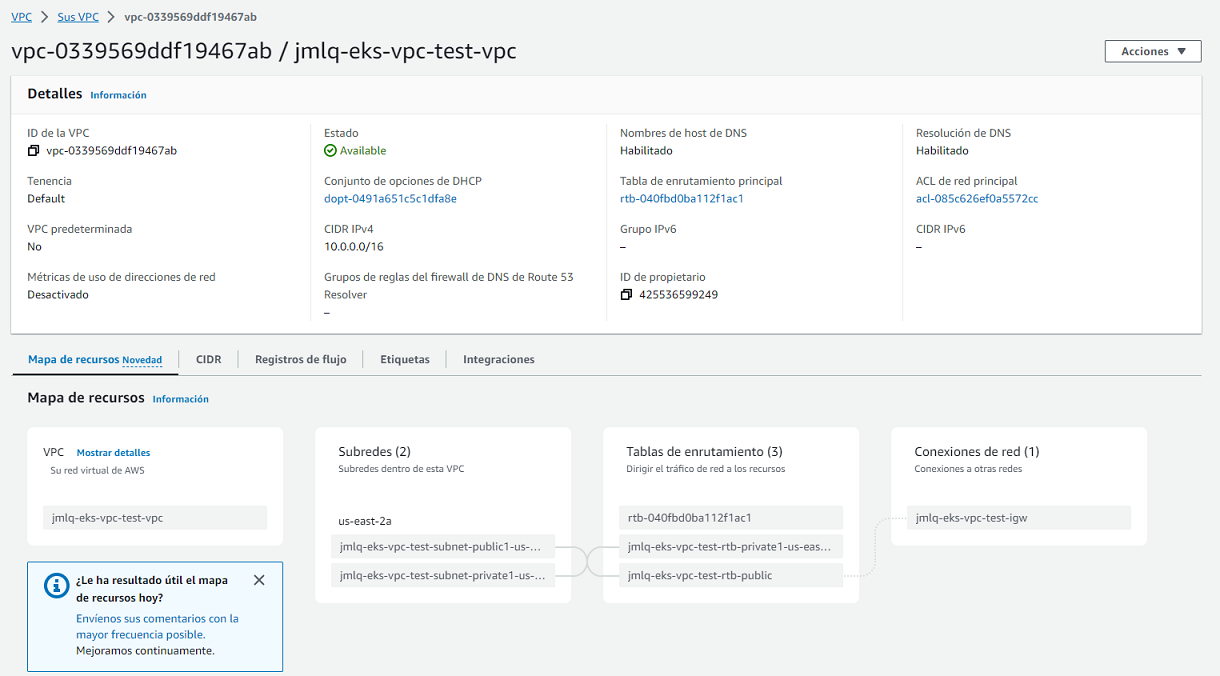 VPC > Sus VPC > vpc-0339569ddf19467ab
vpc-0339569ddf19467ab / jmlq-eks-vpc-test-vpc
Acciones ▼
Detalles Información
ID de la VPC
vpc-0339569ddf19467ab
Estado
Available
Nombres de host de DNS
Habilitado
Resolución de DNS
Habilitado
Tenencia
Default
Conjunto de opciones de DHCP
dopt-0491a651c5c1dfa8e
Tabla de enrutamiento principal
rtb-040fbd0ba112f1ac1
ACL de red principal
acl-085c626ef0a5572cc
VPC predeterminada
No
CIDR IPv4
10.0.0.0/16
Grupo IPv6
–
CIDR IPv6
–
Métricas de uso de direcciones de red
Desactivado
Grupos de reglas del firewall de DNS de Route 53
Resolver
–
ID de propietario
425536599249
Mapa de recursos Novedad
CIDR
Registros de flujo
Etiquetas
Integraciones
Mapa de recursos Información
VPC Mostrar detalles
Su red virtual de AWS
jmlq-eks-vpc-test-vpc
Subredes (2)
Subredes dentro de esta VPC
us-east-2a
jmlq-eks-vpc-test-subnet-public1-us-...
jmlq-eks-vpc-test-subnet-private1-us-...
Tablas de enrutamiento (3)
Dirigir el tráfico de red a los recursos
rtb-040fbd0ba112f1ac1
jmlq-eks-vpc-test-rtb-private1-us-eas...
jmlq-eks-vpc-test-rtb-public
Conexiones de red (1)
Conexiones a otras redes
jmlq-eks-vpc-test-igw
¿Le ha resultado útil el mapa
de recursos hoy?
Envíenos sus comentarios con la
mayor frecuencia posible.
Mejoramos continuamente.